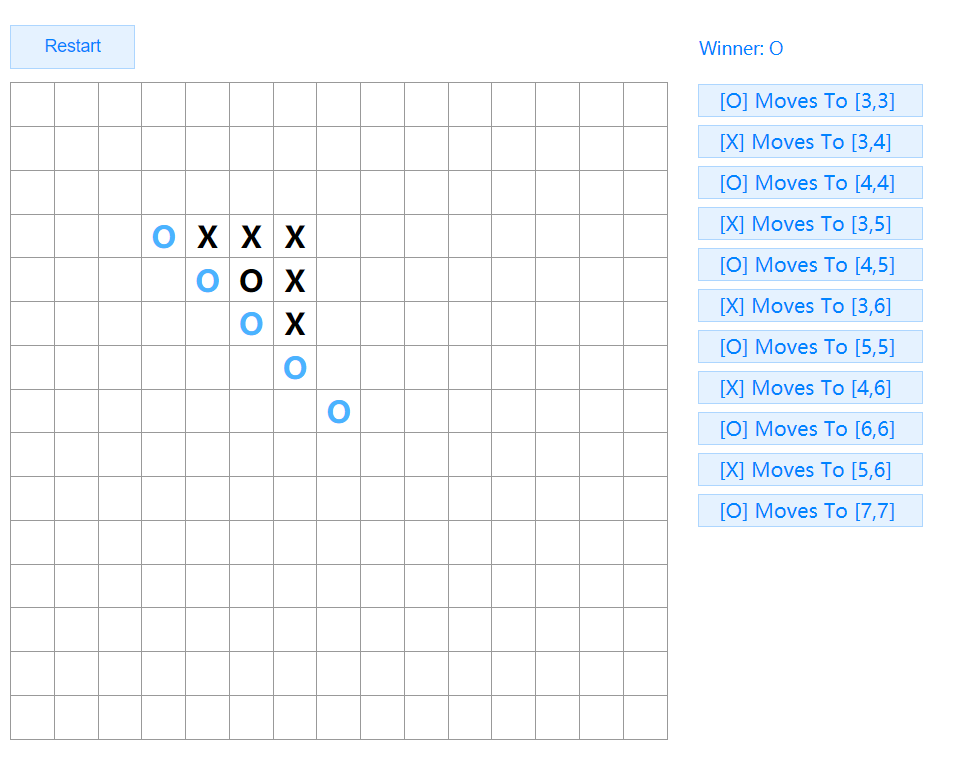 Restart
Winner: O
O X X X
O O X
O X
O
O
[O] Moves To [3,3]
[X] Moves To [3,4]
[O] Moves To [4,4]
[X] Moves To [3,5]
[O] Moves To [4,5]
[X] Moves To [3,6]
[O] Moves To [5,5]
[X] Moves To [4,6]
[O] Moves To [6,6]
[X] Moves To [5,6]
[O] Moves To [7,7]